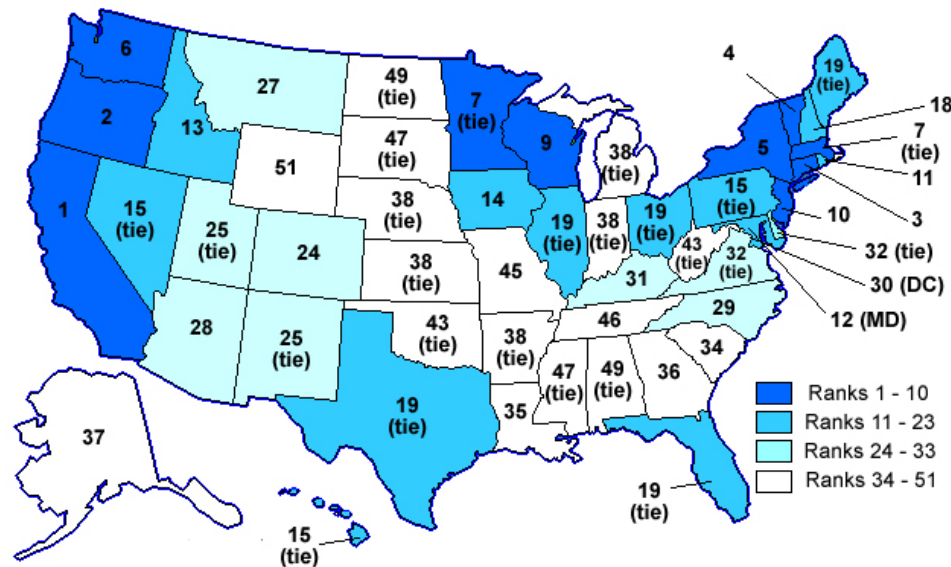 6
27
49
(tie)
7
(tie)
4
19
(tie)
2
13
47
(tie)
9
38
(tie)
5
18
7
(tie)
11
51
1
15
(tie)
38
(tie)
14
19
(tie)
38
(tie)
19
(tie)
15
(tie)
10
3
25
(tie)
24
38
(tie)
45
31
43
(tie)
32
(tie)
32 (tie)
30 (DC)
12 (MD)
28
25
(tie)
43
(tie)
38
(tie)
46
29
34
47
(tie)
49
(tie)
36
35
19
(tie)
37
15
(tie)
19
(tie)
Ranks 1 - 10
Ranks 11 - 23
Ranks 24 - 33
Ranks 34 - 51